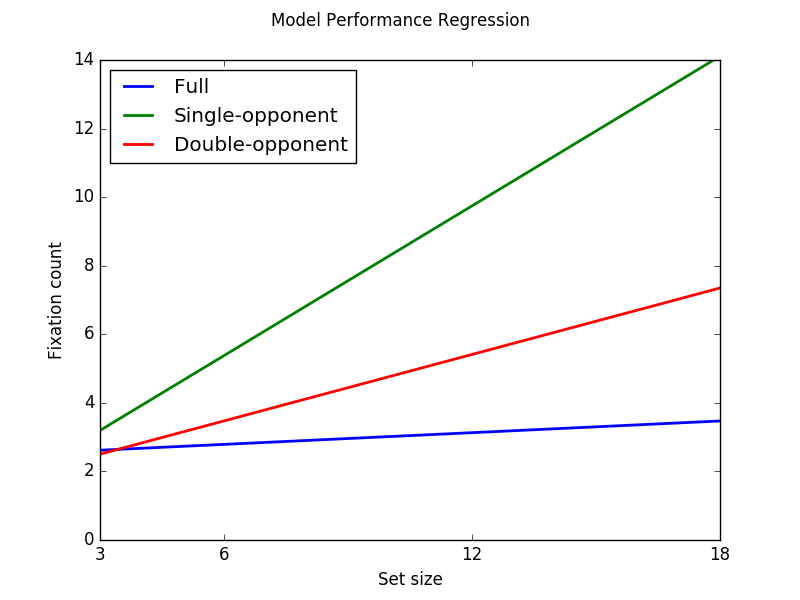 Model Performance Regression
Full
Single-opponent
Double-opponent
14
12
10
8
6
4
2
0
Fixation count
3 6 12 18
Set size